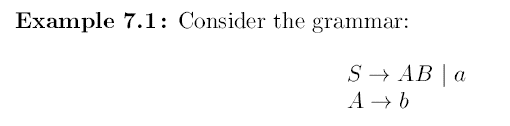 Example 7.1: Consider the grammar:
S → AB | a
A → b